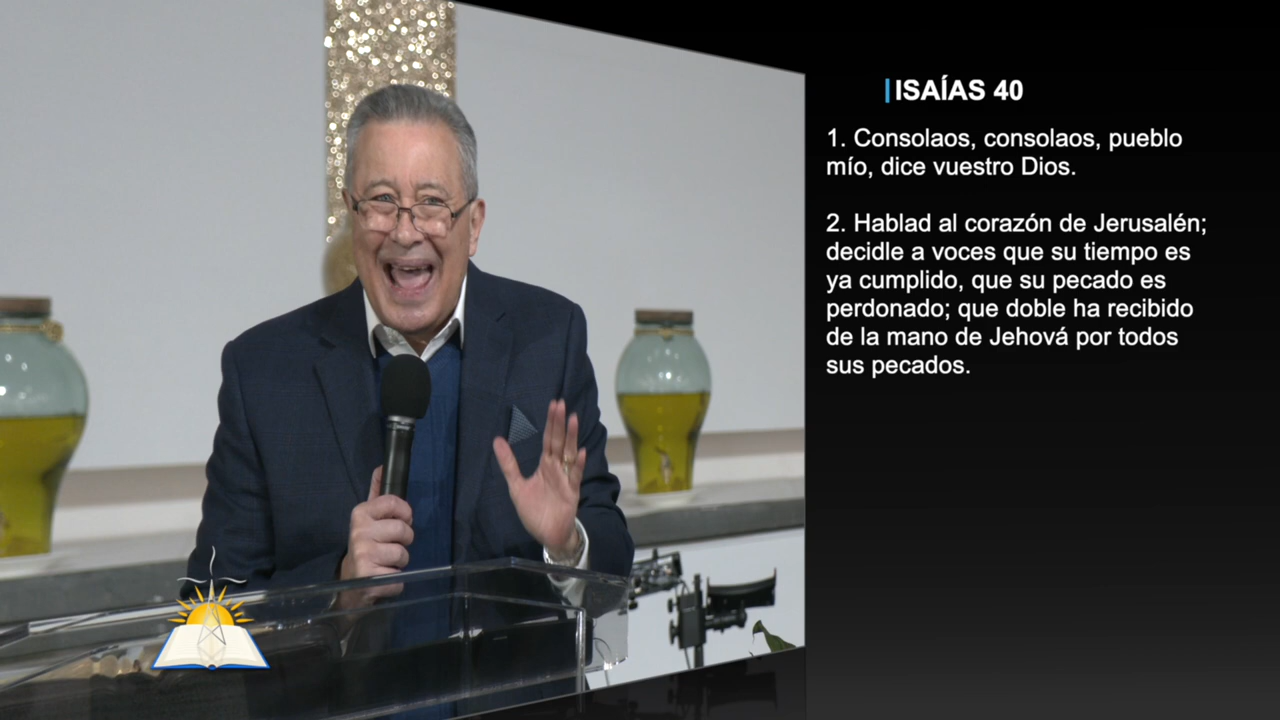 ISAÍAS 40
1. Consolaos, consolaos, pueblo
mío, dice vuestro Dios.
2. Hablad al corazón de Jerusalén;
decidle a voces que su tiempo es
ya cumplido, que su pecado es
perdonado; que doble ha recibido
de la mano de Jehová por todos
sus pecados.